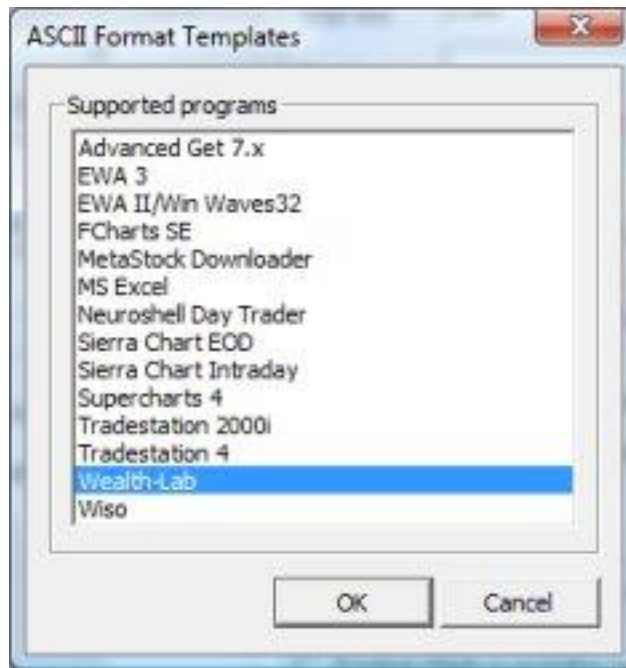 ASCII Format Templates
Supported programs
Advanced Get 7.x
EWA 3
EWA II/Win Waves32
FCharts SE
MetaStock Downloader
MS Excel
Neuroshell Day Trader
Sierra Chart EOD
Sierra Chart Intraday
Supercharts 4
Tradestation 2000i
Tradestation 4
Wealth-Lab
Wiso
OK
Cancel